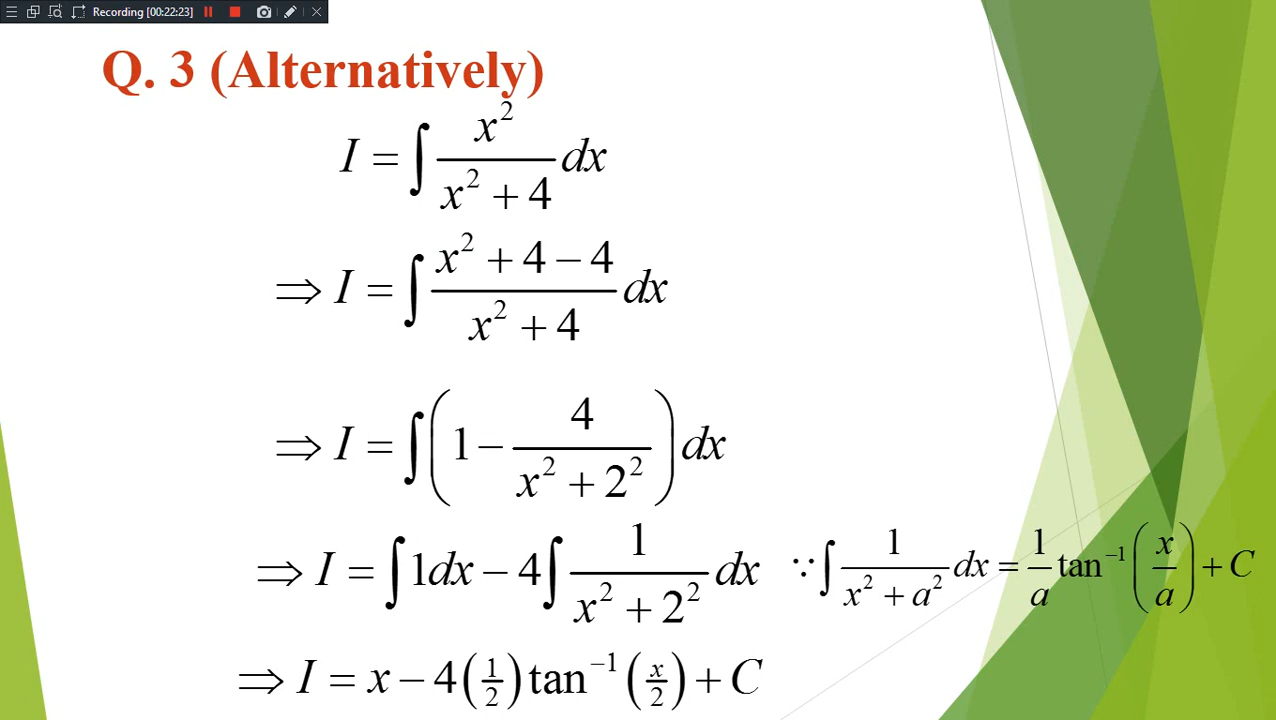 Recording [00:22:23]
Q. 3 (Alternatively)
I = ∫ x²/(x² + 4) dx
⇒ I = ∫ (x² + 4 − 4)/(x² + 4) dx
⇒ I = ∫ (1 − 4/(x² + 2²)) dx
⇒ I = ∫ 1dx − 4∫ 1/(x² + 2²) dx ∵ ∫ 1/(x² + a²) dx = 1/a tan⁻¹(x/a) + C
⇒ I = x − 4(1/2) tan⁻¹(x/2) + C